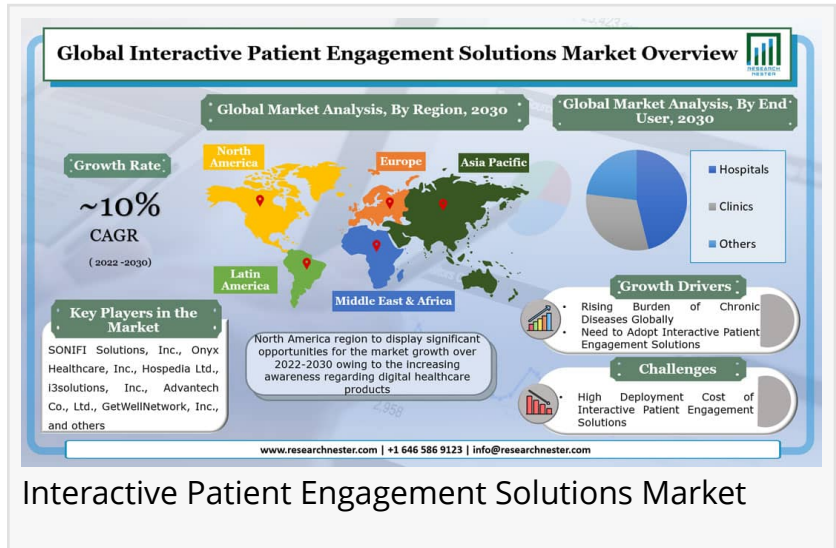 Global Interactive Patient Engagement Solutions Market Overview
RESEARCH
NESTER
Growth Rate
~10%
CAGR
( 2022 -2030)
Global Market Analysis, By Region, 2030
North
America
Europe
Asia Pacific
Latin
America
Middle East & Africa
Global Market Analysis, By End
User, 2030
Hospitals
Clinics
Others
Key Players in the
Market
SONIFI Solutions, Inc., Onyx
Healthcare, Inc., Hospedia Ltd.,
i3solutions, Inc., Advantech
Co., Ltd., GetWellNetwork, Inc.,
and others
North America region to display significant
opportunities for the market growth over
2022-2030 owing to the increasing
awareness regarding digital healthcare
products
2,958
Growth Drivers
• Rising Burden of Chronic
Diseases Globally
• Need to Adopt Interactive Patient
Engagement Solutions
Challenges
• High Deployment Cost of
Interactive Patient Engagement
Solutions
www.researchnester.com | +1 646 586 9123 | info@researchnester.com
Interactive Patient Engagement Solutions Market